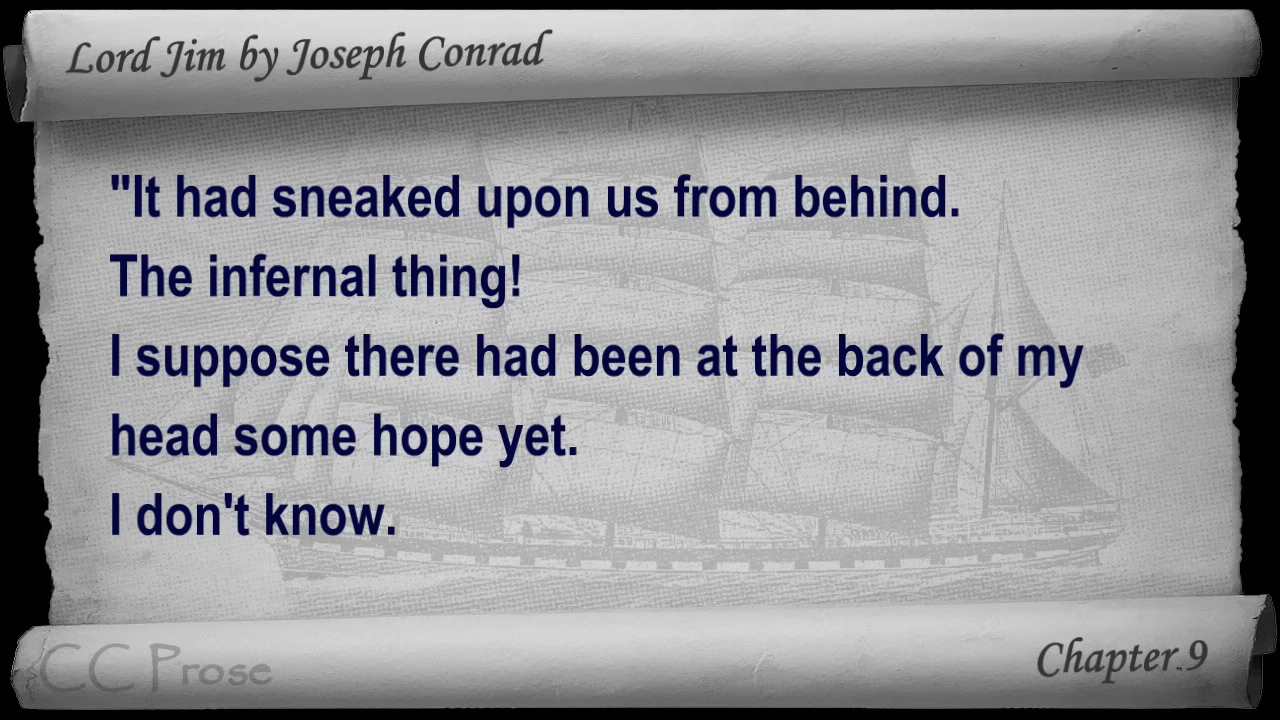 Lord Jim by Joseph Conrad
"It had sneaked upon us from behind.
The infernal thing!
I suppose there had been at the back of my
head some hope yet.
I don't know.
CC Prose
Chapter.9